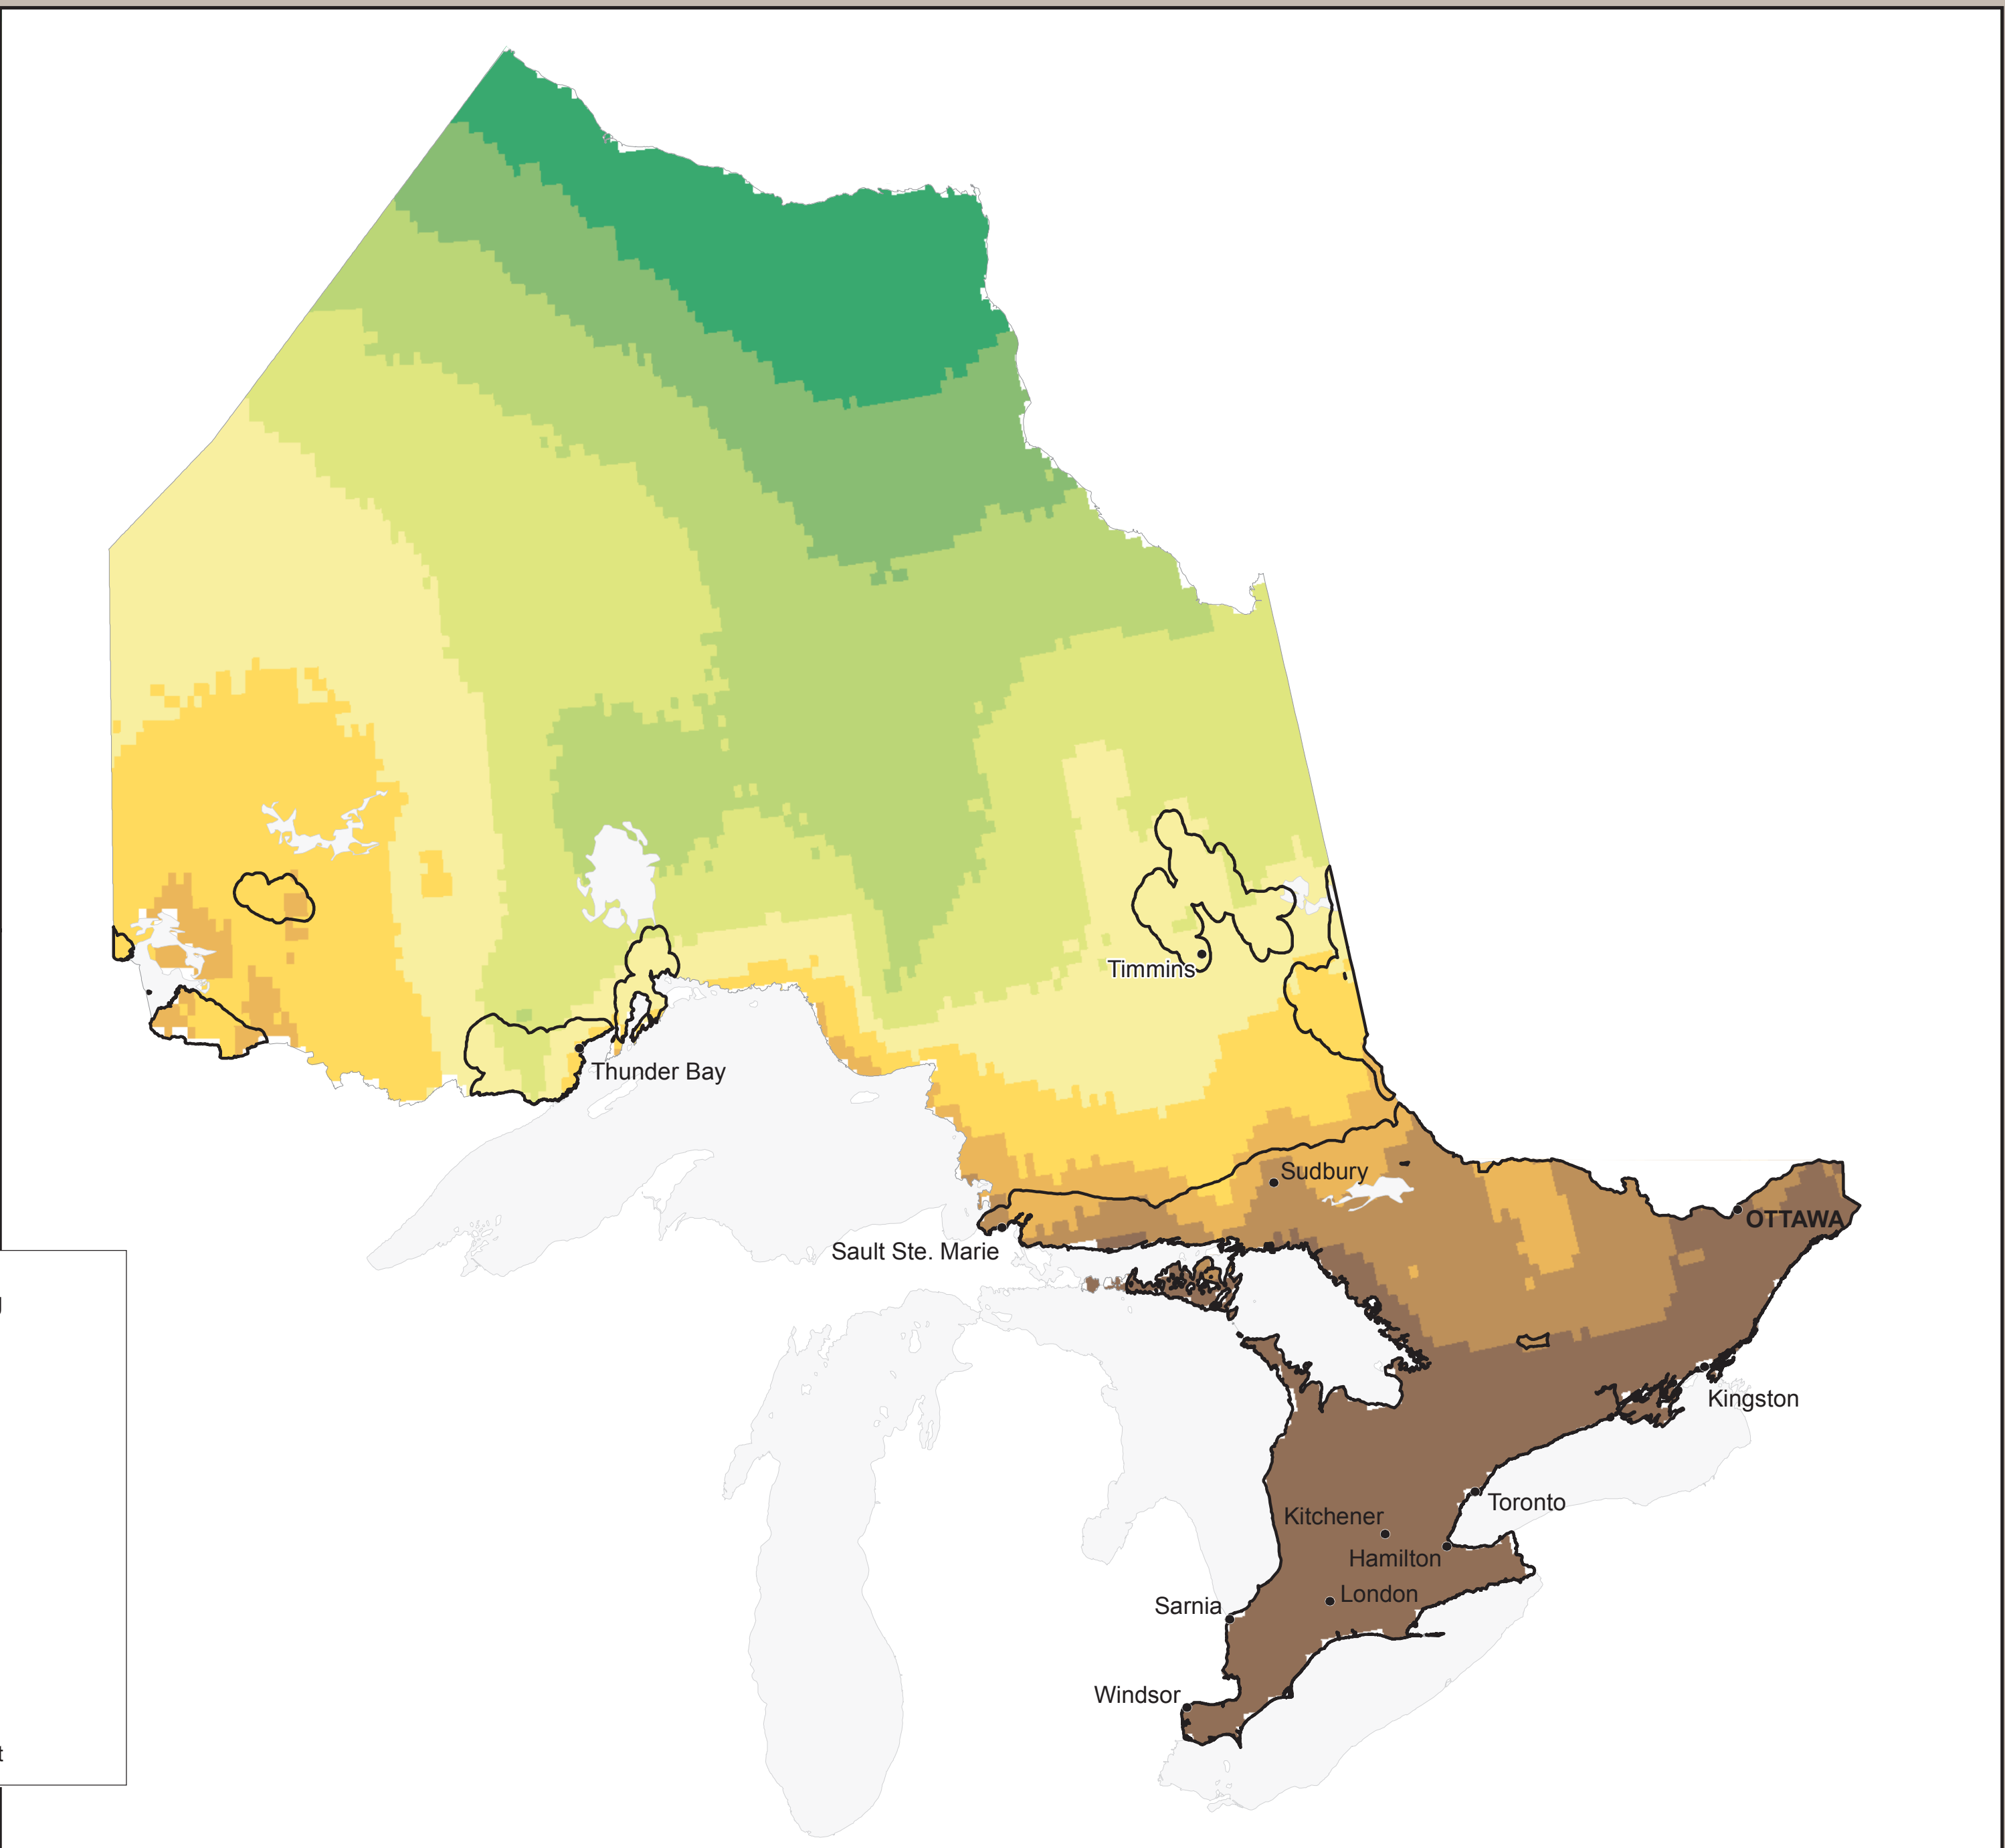 Timmins
Thunder Bay
Sudbury
OTTAWA
Sault Ste. Marie
Kingston
Toronto
Kitchener
Hamilton
London
Sarnia
Windsor